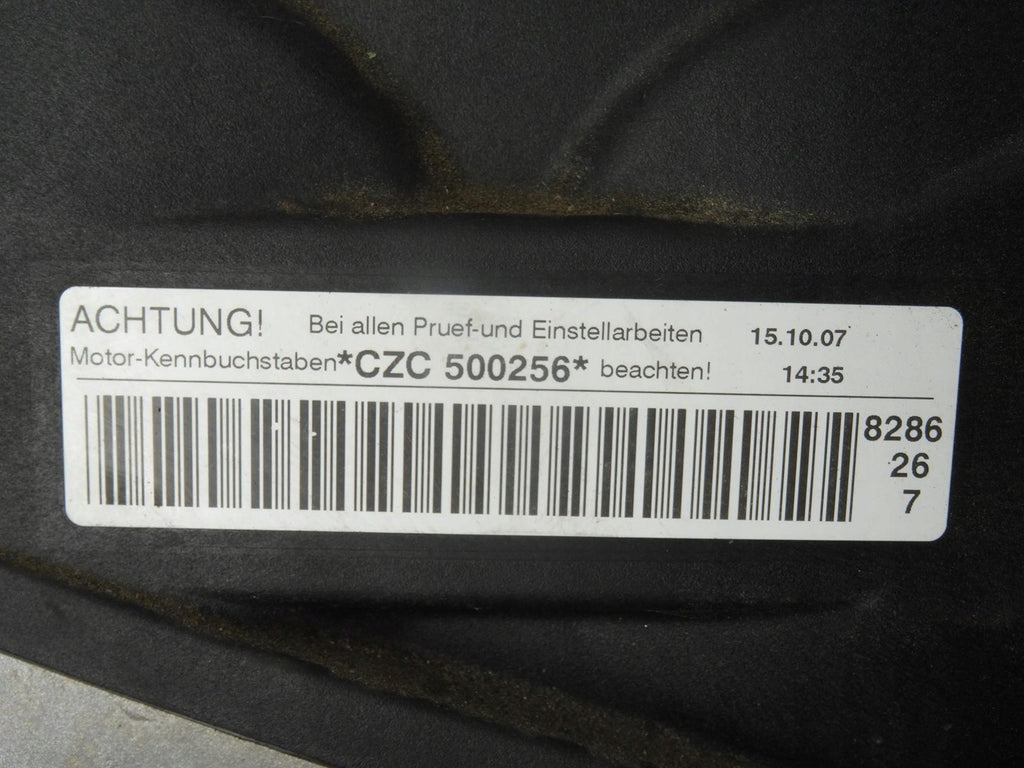 ACHTUNG! Bei allen Pruef-und Einstellarbeiten 15.10.07
Motor-Kennbuchstaben*CZC 500256* beachten! 14:35
8286
26
7